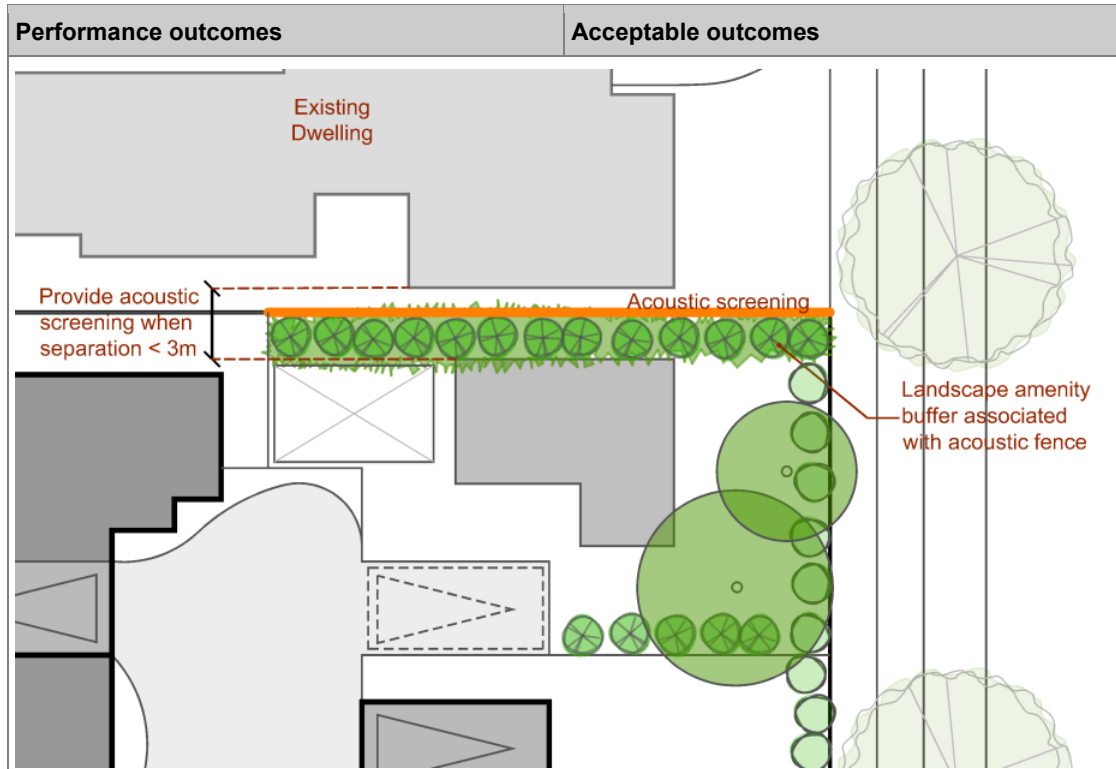 Performance outcomes
Acceptable outcomes
Existing
Dwelling
Provide acoustic
screening when
separation < 3m
Acoustic screening
Landscape amenity
buffer associated
with acoustic fence